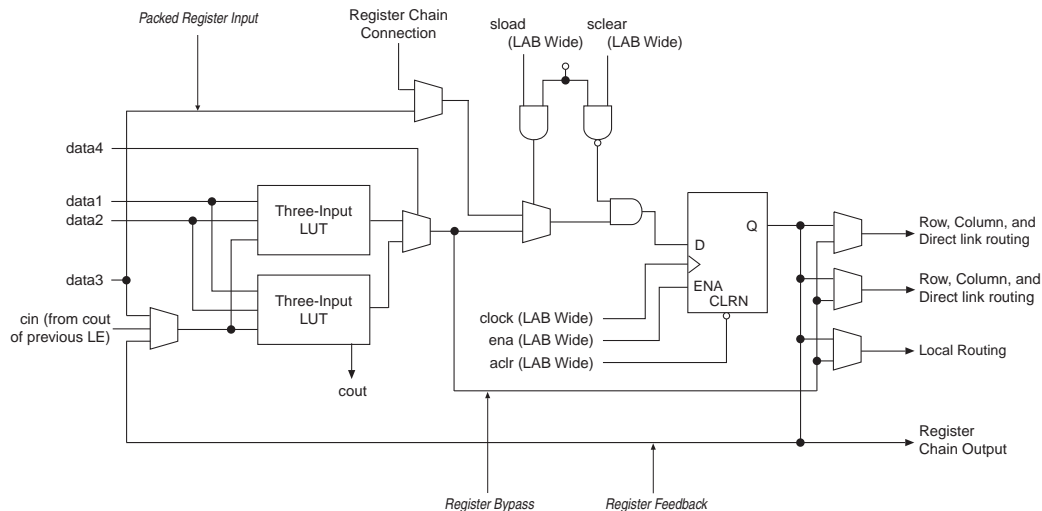 Packed Register Input
Register Chain
Connection
sload
(LAB Wide)
sclear
(LAB Wide)
data4
data1
data2
Three-Input
LUT
data3
Three-Input
LUT
cin (from cout
of previous LE)
cout
Q
D
ENA
CLRN
clock (LAB Wide)
ena (LAB Wide)
aclr (LAB Wide)
Row, Column, and
Direct link routing
Row, Column, and
Direct link routing
Local Routing
Register
Chain Output
Register Bypass
Register Feedback